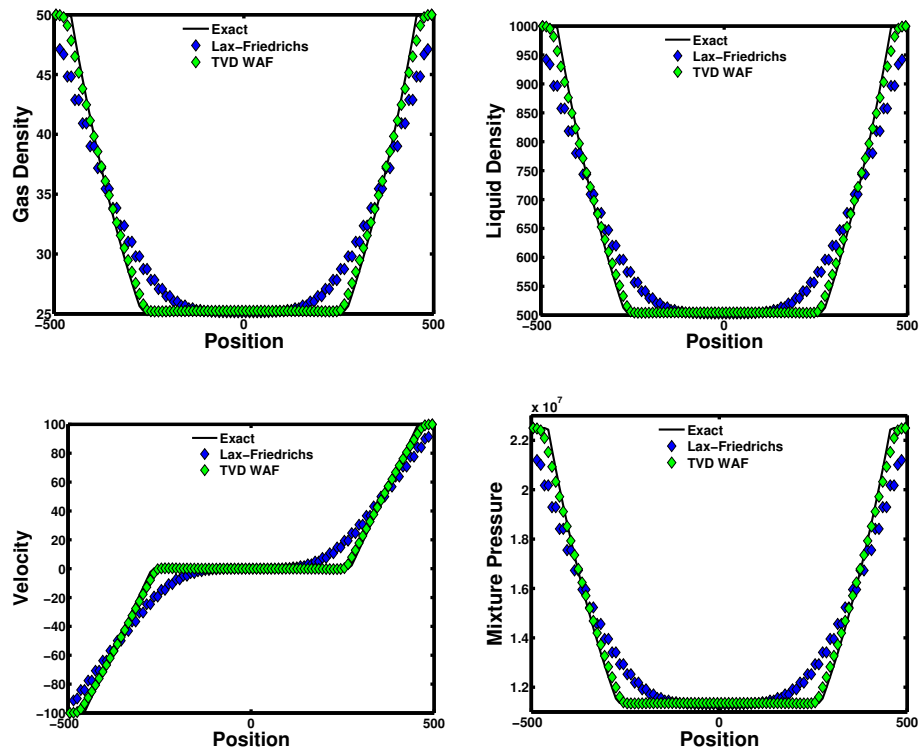 50
45
40
35
30
25
Gas Density
Exact
Lax−Friedrichs
TVD WAF
−500
0
500
Position
1000
950
900
850
800
750
700
650
600
550
500
Liquid Density
Exact
Lax−Friedrichs
TVD WAF
−500
0
500
Position
100
80
60
40
20
0
−20
−40
−60
−80
−100
Velocity
Exact
Lax−Friedrichs
TVD WAF
−500
0
500
Position
x 10^7
2.2
2
1.8
1.6
1.4
1.2
Mixture Pressure
Exact
Lax−Friedrichs
TVD WAF
−500
0
500
Position